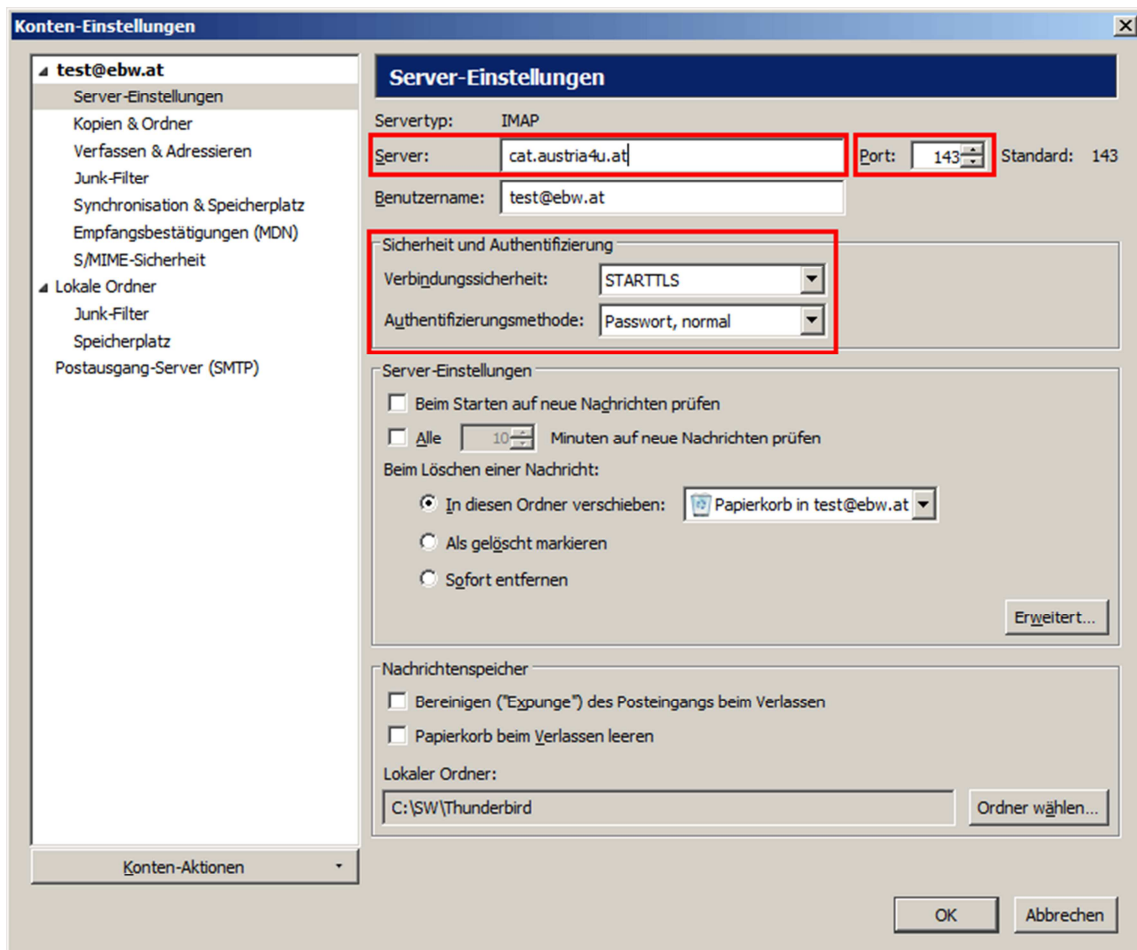 Konten-Einstellungen
test@ebw.at
Server-Einstellungen
Kopien & Ordner
Verfassen & Adressieren
Junk-Filter
Synchronisation & Speicherplatz
Empfangsbestätigungen (MDN)
S/MIME-Sicherheit
Lokale Ordner
Junk-Filter
Speicherplatz
Postausgang-Server (SMTP)
Konten-Aktionen
Server-Einstellungen
Servertyp: IMAP
Server: cat.austria4u.at Port: 143 Standard: 143
Benutzername: test@ebw.at
Sicherheit und Authentifizierung
Verbindungssicherheit: STARTTLS
Authentifizierungsmethode: Passwort, normal
Server-Einstellungen
Beim Starten auf neue Nachrichten prüfen
Alle 10 Minuten auf neue Nachrichten prüfen
Beim Löschen einer Nachricht:
In diesen Ordner verschieben: Papierkorb in test@ebw.at
Als gelöscht markieren
Sofort entfernen
Erweitert...
Nachrichtenspeicher
Bereinigen ("Expunge") des Posteingangs beim Verlassen
Papierkorb beim Verlassen leeren
Lokaler Ordner:
C:\SW\Thunderbird Ordner wählen...
OK Abbrechen